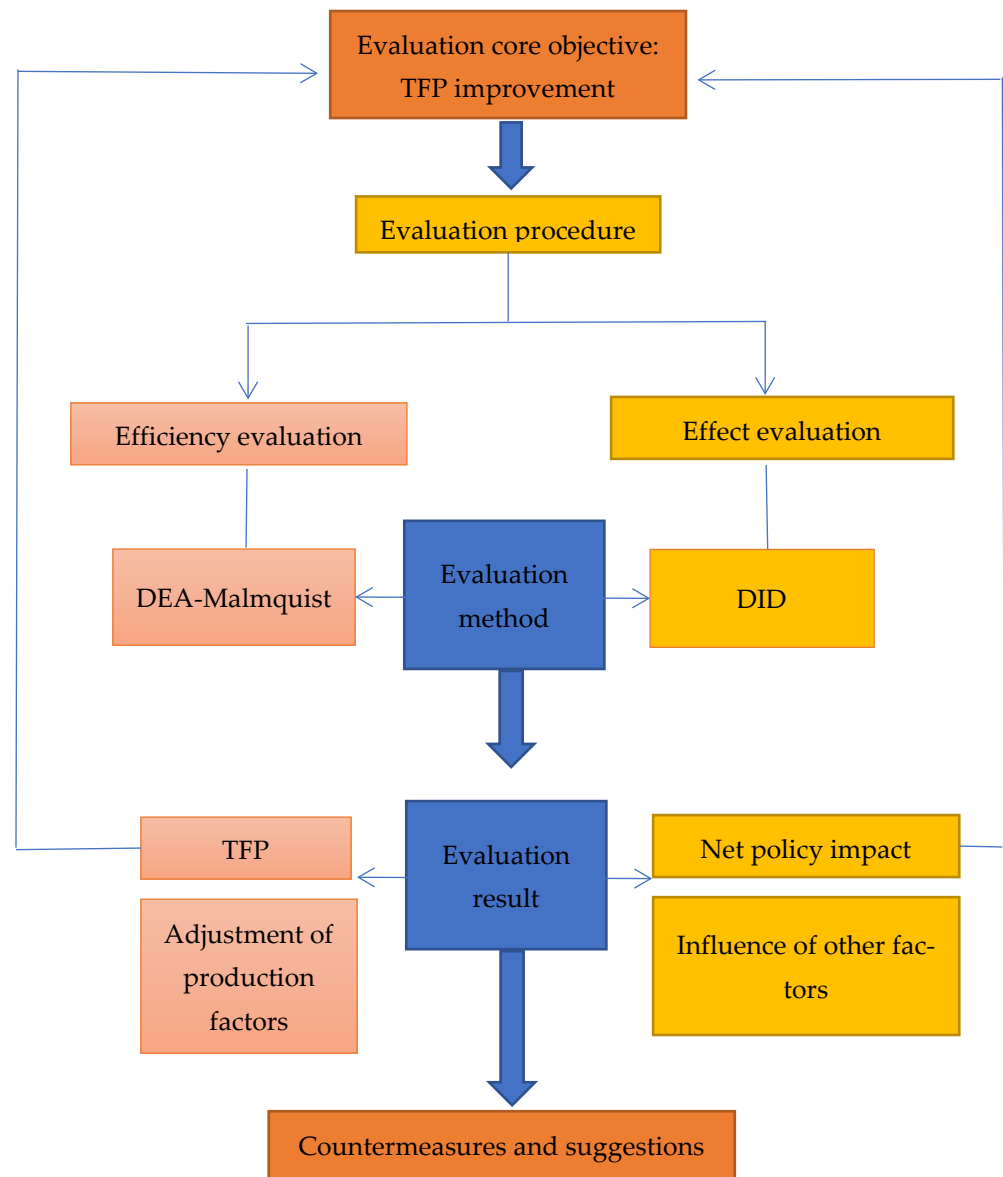 Evaluation core objective:
TFP improvement
Evaluation procedure
Efficiency evaluation
Effect evaluation
DEA-Malmquist
Evaluation
method
DID
TFP
Evaluation
result
Net policy impact
Adjustment of
production
factors
Influence of other fac-
tors
Countermeasures and suggestions